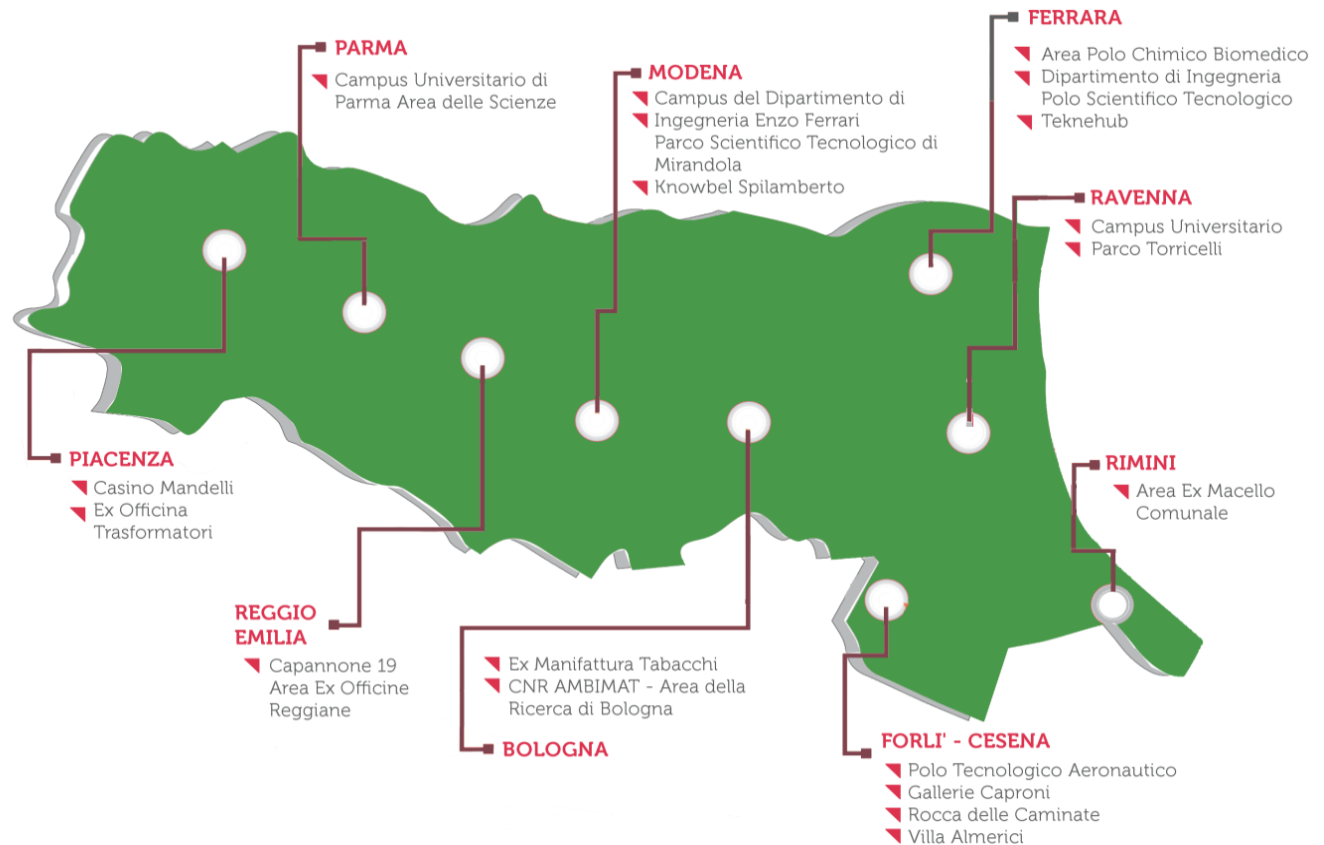 PARMA
Campus Universitario di
Parma Area delle Scienze
MODENA
Campus del Dipartimento di
Ingegneria Enzo Ferrari
Parco Scientifico Tecnologico di
Mirandola
Knowbel Spilamberto
FERRARA
Area Polo Chimico Biomedico
Dipartimento di Ingegneria
Polo Scientifico Tecnologico
Teknehub
RAVENNA
Campus Universitario
Parco Torricelli
PIACENZA
Casino Mandelli
Ex Officina
Trasformatori
RIMINI
Area Ex Macello
Comunale
REGGIO
EMILIA
Capannone 19
Area Ex Officine
Reggiane
Ex Manifattura Tabacchi
CNR AMBIMAT - Area della
Ricerca di Bologna
BOLOGNA
FORLI' - CESENA
Polo Tecnologico Aeronautico
Gallerie Caproni
Rocca delle Caminate
Villa Almerici